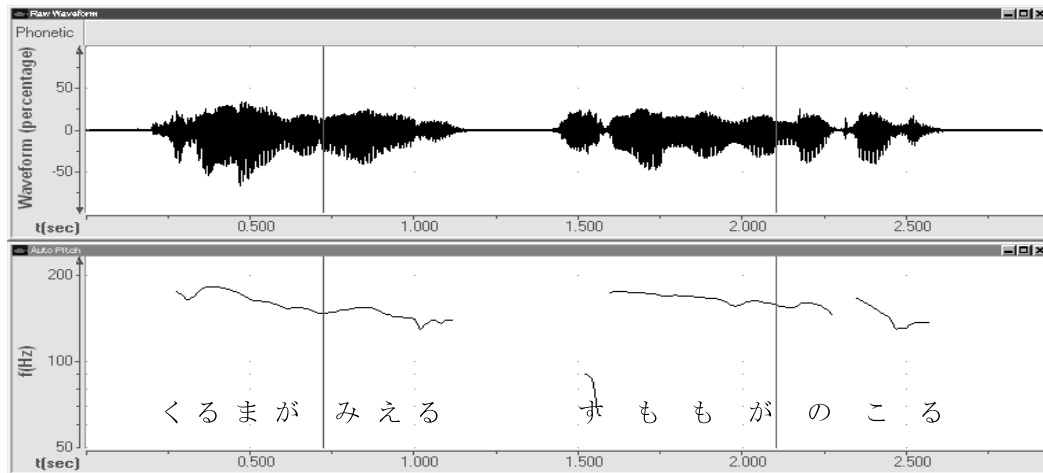 Raw Waveform
Phonetic
Waveform (percentage)
50
0
-50
t(sec) 0.500 1.000 1.500 2.000 2.500
Auto Pitch
f(Hz)
200
100
50
くるまが みえる すももが のこる
t(sec) 0.500 1.000 1.500 2.000 2.500